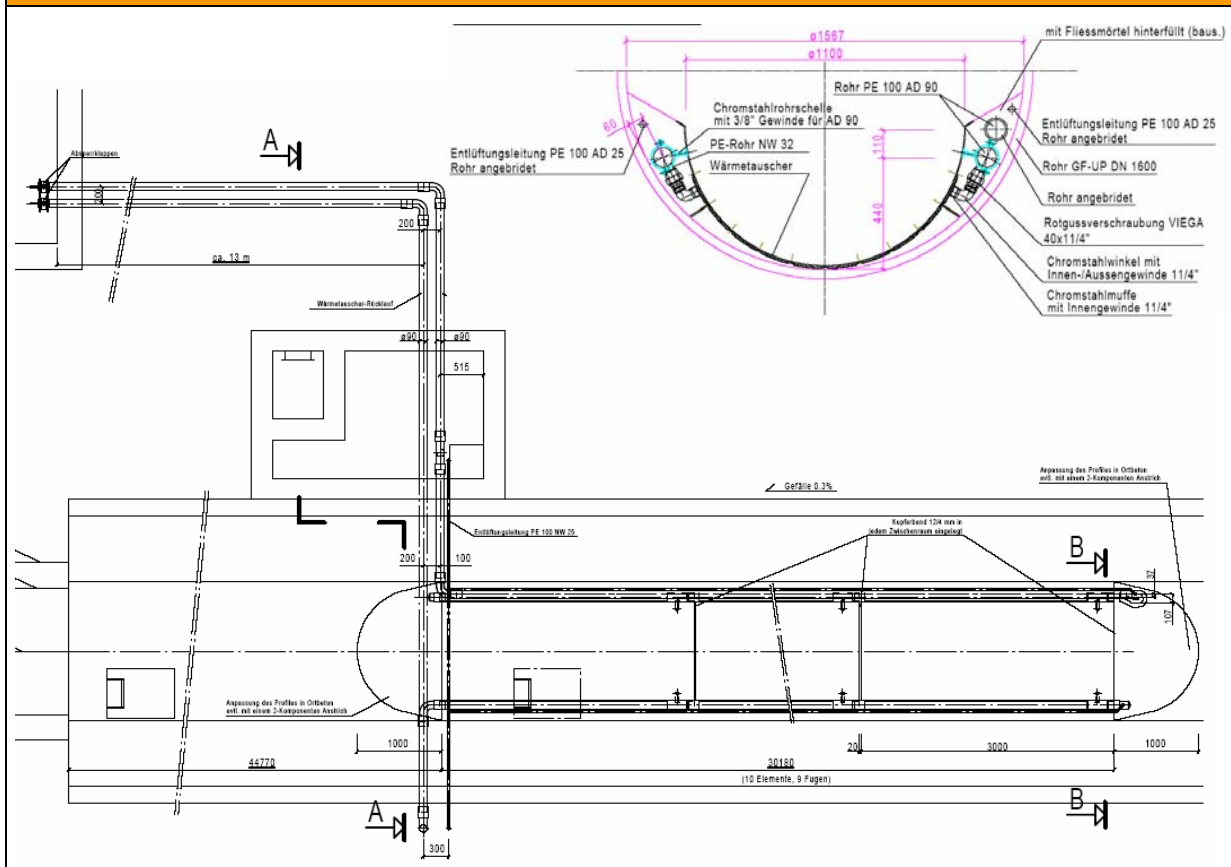 ø1567
ø1100
mit Fliessmörtel hinterfüllt (baus.)
Rohr PE 100 AD 90
Chromstahlrohrschelle
mit 3/8" Gewinde für AD 90
60
110
PE-Rohr NW 32
Entlüftungsleitung PE 100 AD 25
Rohr angebridet
Wärmetauscher
Entlüftungsleitung PE 100 AD 25
Rohr angebridet
Rohr GF-UP DN 1600
Rohr angebridet
440
Rotgussverschraubung VIEGA
40x11/4"
Chromstahlwinkel mit
Innen-/Aussengewinde 11/4"
Chromstahlmuffe
mit Innengewinde 11/4"
A
Absperrklappen
200
200
ca. 13 m
Wärmetauscher-Rücklauf
ø90
ø90
515
Gefälle 0.3%
Anpassung des Profiles in Ortbeton
evtl. mit einem 2-Komponenten Anstrich
Kupferband 12/4 mm in
jedem Zwischenraum eingelegt
Entlüftungsleitung PE 100 NW 25
200
100
B
37
107
Anpassung des Profiles in Ortbeton
evtl. mit einem 2-Komponenten Anstrich
1000
20
3000
1000
44770
30180
(10 Elemente, 9 Fugen)
A
B
300